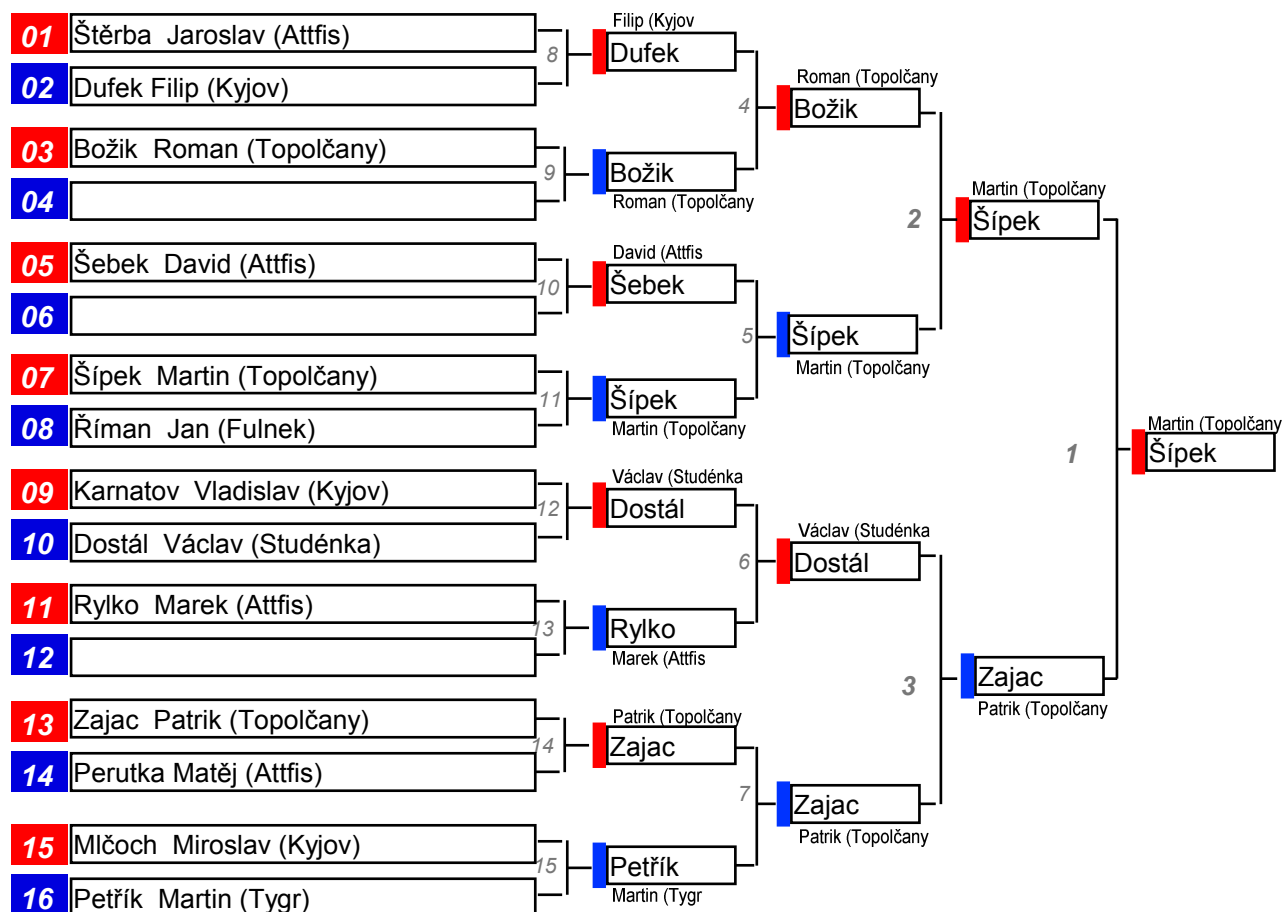 01 Štěrba Jaroslav (Attfis)
02 Dufek Filip (Kyjov)
03 Božik Roman (Topolčany)
04
05 Šebek David (Attfis)
06
07 Šípek Martin (Topolčany)
08 Říman Jan (Fulnek)
09 Karnatov Vladislav (Kyjov)
10 Dostál Václav (Studénka)
11 Rylko Marek (Attfis)
12
13 Zajac Patrik (Topolčany)
14 Perutka Matěj (Attfis)
15 Mlčoch Miroslav (Kyjov)
16 Petřík Martin (Tygr)
8
9
10
11
12
13
14
15
Filip (Kyjov
Dufek
Božik
Roman (Topolčany
David (Attfis
Šebek
Šípek
Martin (Topolčany
Václav (Studénka
Dostál
Rylko
Marek (Attfis
Patrik (Topolčany
Zajac
Petřík
Martin (Tygr
4
5
6
7
Roman (Topolčany
Božik
Šípek
Martin (Topolčany
Václav (Studénka
Dostál
Zajac
Patrik (Topolčany
2
3
Martin (Topolčany
Šípek
Zajac
Patrik (Topolčany
1
Martin (Topolčany
Šípek